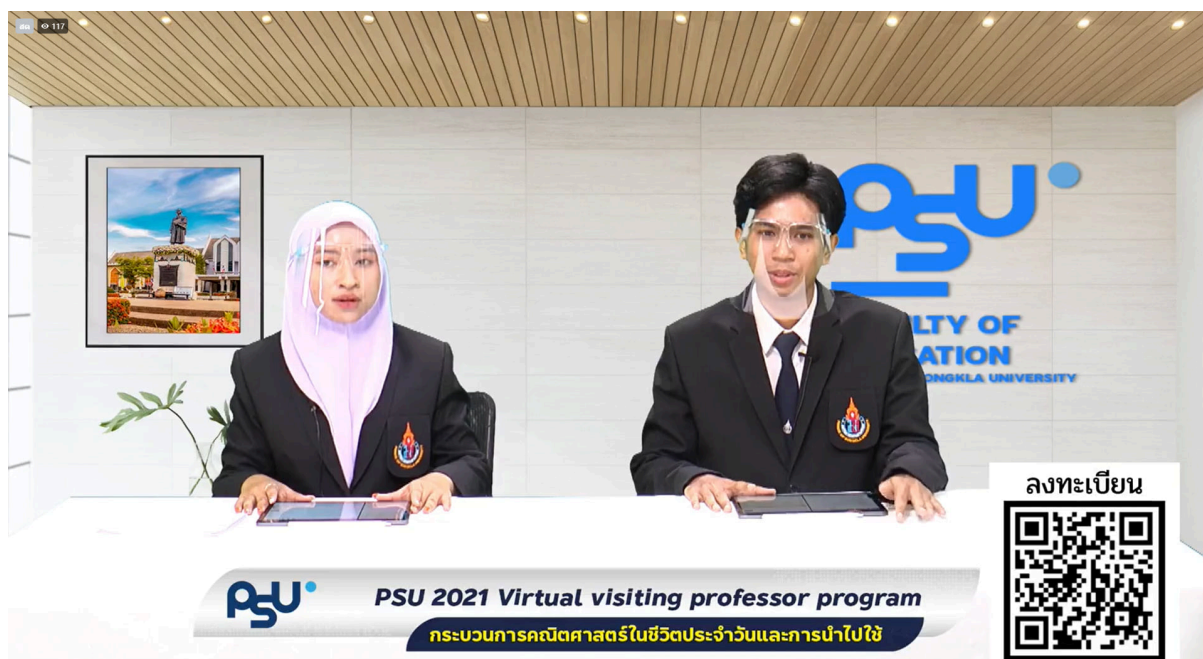 สด 117
PSU
LTY OF
ATION
ONGKLA UNIVERSITY
ลงทะเบียน
PSU
PSU 2021 Virtual visiting professor program
กระบวนการคณิตศาสตร์ในชีวิตประจำวันและการนำไปใช้